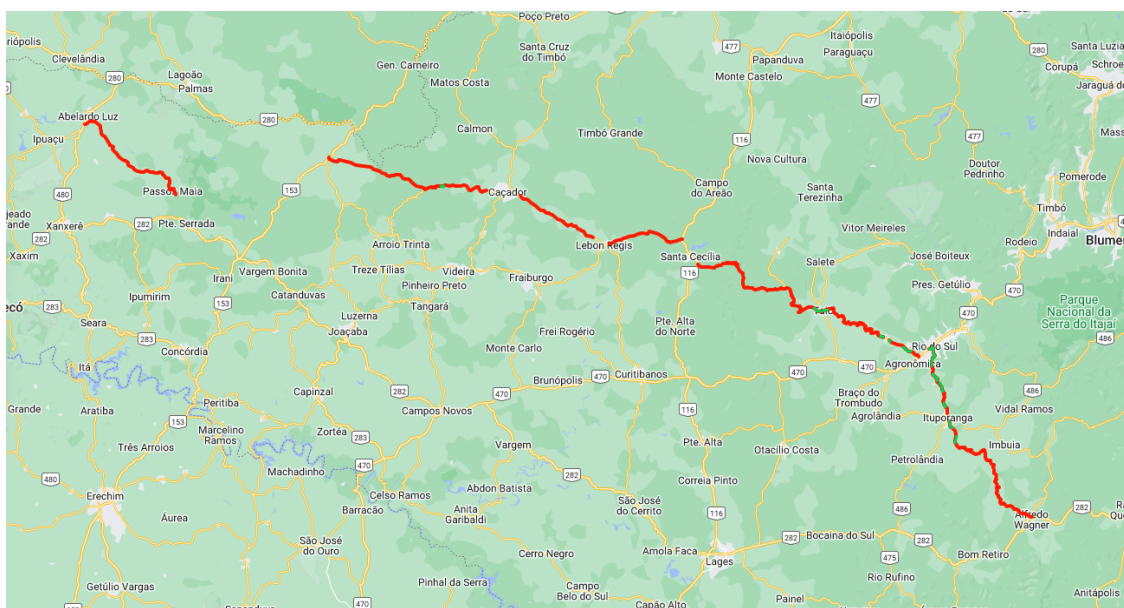 Poço Preto
Santa Cruz
do Timbó
477
Itaiópolis
Paraguaçu
280
Santa Luzia
Schroe
Corupá
Jaraguá do
Clevelândia
Gen. Carneiro
Papanduva
Monte Castelo
280
Lagoão
Palmas
Matos Costa
477
Abelardo Luz
280
Calmon
Timbó Grande
116
477
Ipuaçu
Nova Cultura
Doutor
Pedrinho
Pomerode
480
Passos Maia
153
Caçador
Campo
do Areão
Santa
Terezinha
Timbó
Xanxerê
282
Pte. Serrada
Vitor Meireles
Rodeio
Indaial
Blumen
282
Xaxim
Arroio Trinta
Lebon Régis
Santa Cecília
Salete
José Boiteux
Vargem Bonita
Treze Tílias
Videira
Fraiburgo
116
Pres. Getúlio
470
Irani
Pinheiro Preto
Parque
Nacional da
Serra do Itajaí
283
Ipumirim
153
Catanduvas
Luzerna
Tangará
Pte. Alta
do Norte
Seara
283
Joaçaba
Frei Rogério
486
Concórdia
Monte Carlo
Rio do Sul
Agronômica
Itá
Brunópolis
470
Curitibanos
470
Braço do
Trombudo
486
Grande
Aratiba
Peritiba
Capinzal
282
Campos Novos
Agrolândia
Ituporanga
Vidal Ramos
153
Marcelino
Ramos
Zortéa
283
Vargem
Pte. Alta
Otacílio Costa
Imbuia
Três Arroios
Petrolândia
480
Machadinho
470
282
Correia Pinto
Abdon Batista
Erechim
Celso Ramos
São José
do Cerrito
Áurea
Barracão
Anita
Garibaldi
116
486
Alfredo
Wagner
282
Bocaina do Sul
282
São José
do Ouro
Cerro Negro
Amola Faca
Lages
282
475
Bom Retiro
Getúlio Vargas
Pinhal da Serra
Campo
Belo do Sul
Rio Rufino
Anitápolis
470
Capão Alto
Painel
282